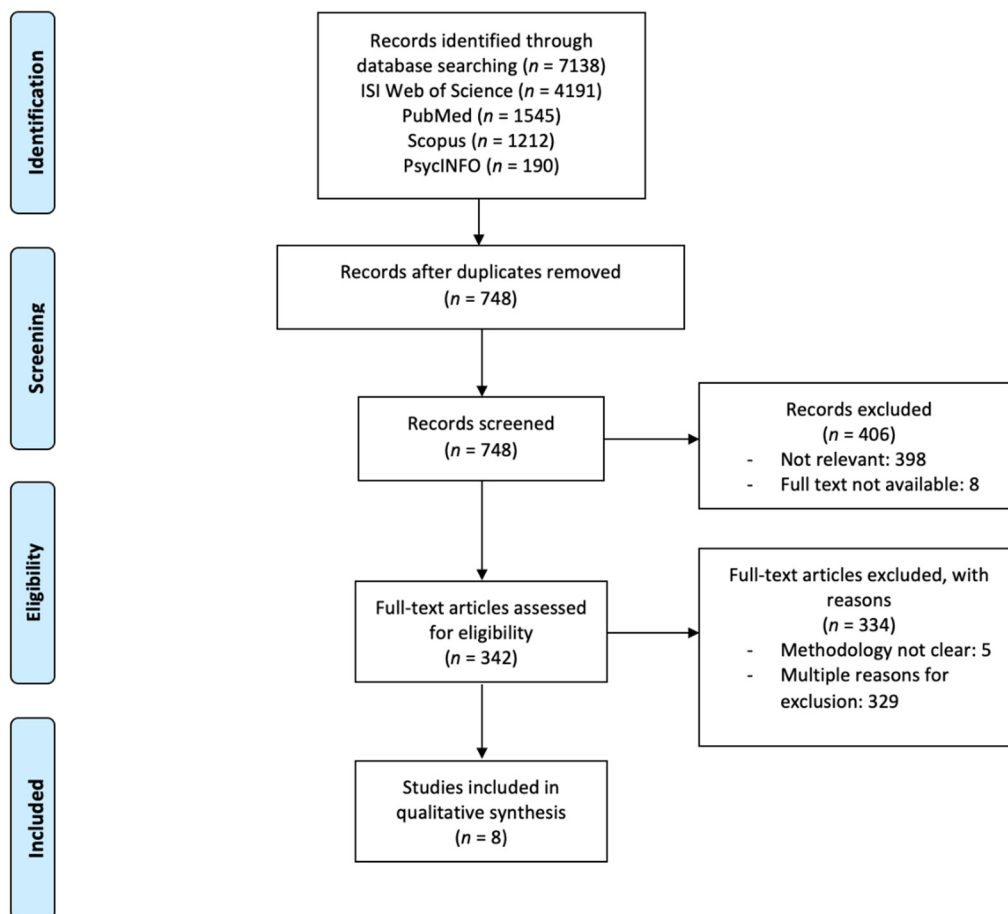 Identification
Records identified through
database searching (n = 7138)
ISI Web of Science (n = 4191)
PubMed (n = 1545)
Scopus (n = 1212)
PsycINFO (n = 190)
Screening
Records after duplicates removed
(n = 748)
Records screened
(n = 748)
Records excluded
(n = 406)
- Not relevant: 398
- Full text not available: 8
Eligibility
Full-text articles assessed
for eligibility
(n = 342)
Full-text articles excluded, with
reasons
(n = 334)
- Methodology not clear: 5
- Multiple reasons for
exclusion: 329
Included
Studies included in
qualitative synthesis
(n = 8)